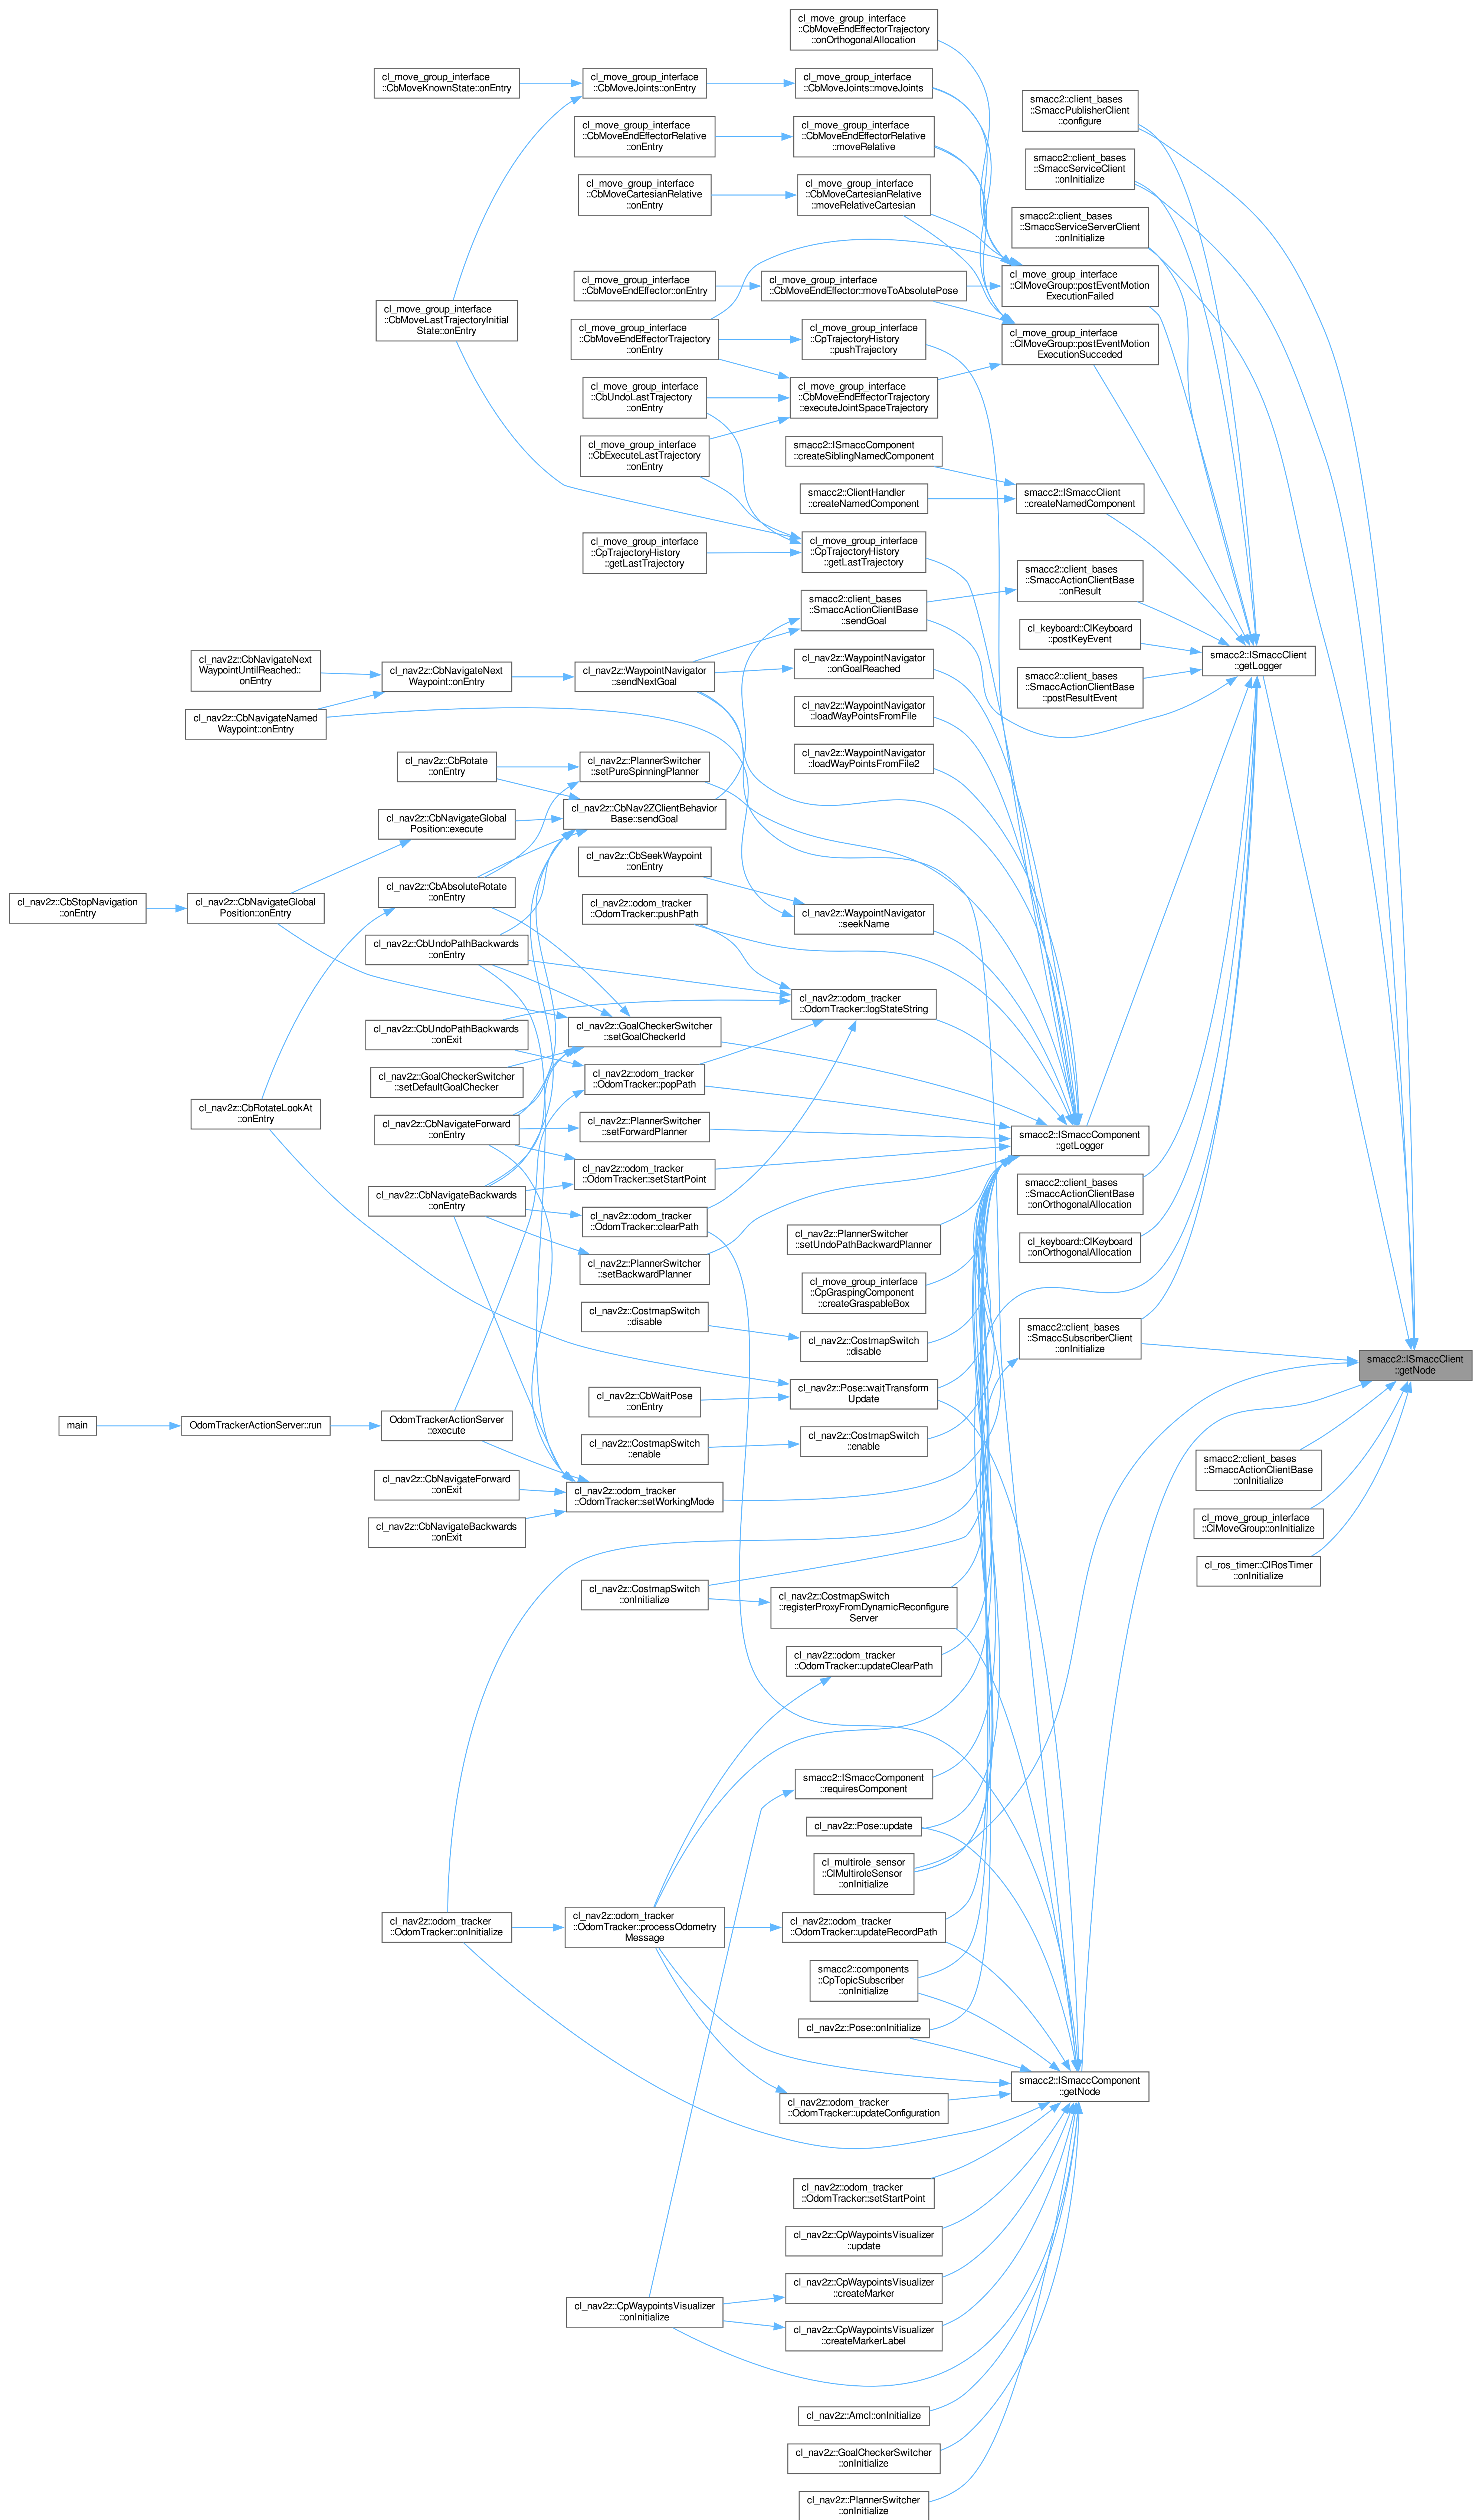 cl_move_group_interface
::CbMoveEndEffectorTrajectory
::onOrthogonalAllocation
cl_move_group_interface
::CbMoveKnownState::onEntry
cl_move_group_interface
::CbMoveJoints::onEntry
cl_move_group_interface
::CbMoveJoints::moveJoints
smacc2::client_bases
::SmaccPublisherClient
::configure
cl_move_group_interface
::CbMoveEndEffectorRelative
::onEntry
cl_move_group_interface
::CbMoveEndEffectorRelative
::moveRelative
smacc2::client_bases
::SmaccServiceClient
::onInitialize
cl_move_group_interface
::CbMoveCartesianRelative
::onEntry
cl_move_group_interface
::CbMoveCartesianRelative
::moveRelativeCartesian
smacc2::client_bases
::SmaccServiceServerClient
::onInitialize
cl_move_group_interface
::CbMoveEndEffector::onEntry
cl_move_group_interface
::CbMoveEndEffector::moveToAbsolutePose
cl_move_group_interface
::ClMoveGroup::postEventMotion
ExecutionFailed
cl_move_group_interface
::CbMoveLastTrajectoryInitial
State::onEntry
cl_move_group_interface
::CbMoveEndEffectorTrajectory
::onEntry
cl_move_group_interface
::CpTrajectoryHistory
::pushTrajectory
cl_move_group_interface
::ClMoveGroup::postEventMotion
ExecutionSucceded
cl_move_group_interface
::CbUndoLastTrajectory
::onEntry
cl_move_group_interface
::CbMoveEndEffectorTrajectory
::executeJointSpaceTrajectory
cl_move_group_interface
::CbExecuteLastTrajectory
::onEntry
smacc2::ISmaccComponent
::createSiblingNamedComponent
smacc2::ClientHandler
::createNamedComponent
smacc2::ISmaccClient
::createNamedComponent
cl_move_group_interface
::CpTrajectoryHistory
::getLastTrajectory
cl_move_group_interface
::CpTrajectoryHistory
::getLastTrajectory
smacc2::client_bases
::SmaccActionClientBase
::onResult
smacc2::client_bases
::SmaccActionClientBase
::sendGoal
cl_keyboard::ClKeyboard
::postKeyEvent
smacc2::ISmaccClient
::getLogger
cl_nav2z::CbNavigateNext
WaypointUntilReached::
onEntry
cl_nav2z::CbNavigateNext
Waypoint::onEntry
cl_nav2z::WaypointNavigator
::sendNextGoal
cl_nav2z::WaypointNavigator
::onGoalReached
smacc2::client_bases
::SmaccActionClientBase
::postResultEvent
cl_nav2z::CbNavigateNamed
Waypoint::onEntry
cl_nav2z::WaypointNavigator
::loadWayPointsFromFile
cl_nav2z::CbRotate
::onEntry
cl_nav2z::PlannerSwitcher
::setPureSpinningPlanner
cl_nav2z::WaypointNavigator
::loadWayPointsFromFile2
cl_nav2z::CbNavigateGlobal
Position::execute
cl_nav2z::CbNav2ZClientBehavior
Base::sendGoal
cl_nav2z::CbSeekWaypoint
::onEntry
cl_nav2z::CbStopNavigation
::onEntry
cl_nav2z::CbNavigateGlobal
Position::onEntry
cl_nav2z::CbAbsoluteRotate
::onEntry
cl_nav2z::odom_tracker
::OdomTracker::pushPath
cl_nav2z::WaypointNavigator
::seekName
cl_nav2z::CbUndoPathBackwards
::onEntry
cl_nav2z::odom_tracker
::OdomTracker::logStateString
cl_nav2z::CbUndoPathBackwards
::onExit
cl_nav2z::GoalCheckerSwitcher
::setGoalCheckerId
cl_nav2z::GoalCheckerSwitcher
::setDefaultGoalChecker
cl_nav2z::odom_tracker
::OdomTracker::popPath
cl_nav2z::CbRotateLookAt
::onEntry
cl_nav2z::CbNavigateForward
::onEntry
cl_nav2z::PlannerSwitcher
::setForwardPlanner
smacc2::ISmaccComponent
::getLogger
cl_nav2z::odom_tracker
::OdomTracker::setStartPoint
cl_nav2z::CbNavigateBackwards
::onEntry
cl_nav2z::odom_tracker
::OdomTracker::clearPath
smacc2::client_bases
::SmaccActionClientBase
::onOrthogonalAllocation
cl_nav2z::PlannerSwitcher
::setUndoPathBackwardPlanner
cl_keyboard::ClKeyboard
::onOrthogonalAllocation
cl_nav2z::PlannerSwitcher
::setBackwardPlanner
cl_move_group_interface
::CpGraspingComponent
::createGraspableBox
cl_nav2z::CostmapSwitch
::disable
cl_nav2z::CostmapSwitch
::disable
smacc2::client_bases
::SmaccSubscriberClient
::onInitialize
smacc2::ISmaccClient
::getNode
cl_nav2z::CbWaitPose
::onEntry
cl_nav2z::Pose::waitTransform
Update
main
OdomTrackerActionServer::run
OdomTrackerActionServer
::execute
cl_nav2z::CostmapSwitch
::enable
cl_nav2z::CostmapSwitch
::enable
smacc2::client_bases
::SmaccActionClientBase
::onInitialize
cl_nav2z::CbNavigateForward
::onExit
cl_nav2z::odom_tracker
::OdomTracker::setWorkingMode
cl_move_group_interface
::ClMoveGroup::onInitialize
cl_nav2z::CbNavigateBackwards
::onExit
cl_ros_timer::ClRosTimer
::onInitialize
cl_nav2z::CostmapSwitch
::onInitialize
cl_nav2z::CostmapSwitch
::registerProxyFromDynamicReconfigure
Server
cl_nav2z::odom_tracker
::OdomTracker::updateClearPath
smacc2::ISmaccComponent
::requiresComponent
cl_nav2z::Pose::update
cl_multirole_sensor
::ClMultiroleSensor
::onInitialize
cl_nav2z::odom_tracker
::OdomTracker::onInitialize
cl_nav2z::odom_tracker
::OdomTracker::processOdometry
Message
cl_nav2z::odom_tracker
::OdomTracker::updateRecordPath
smacc2::components
::CpTopicSubscriber
::onInitialize
cl_nav2z::Pose::onInitialize
smacc2::ISmaccComponent
::getNode
cl_nav2z::odom_tracker
::OdomTracker::updateConfiguration
cl_nav2z::odom_tracker
::OdomTracker::setStartPoint
cl_nav2z::CpWaypointsVisualizer
::update
cl_nav2z::CpWaypointsVisualizer
::createMarker
cl_nav2z::CpWaypointsVisualizer
::onInitialize
cl_nav2z::CpWaypointsVisualizer
::createMarkerLabel
cl_nav2z::Amcl::onInitialize
cl_nav2z::GoalCheckerSwitcher
::onInitialize
cl_nav2z::PlannerSwitcher
::onInitialize